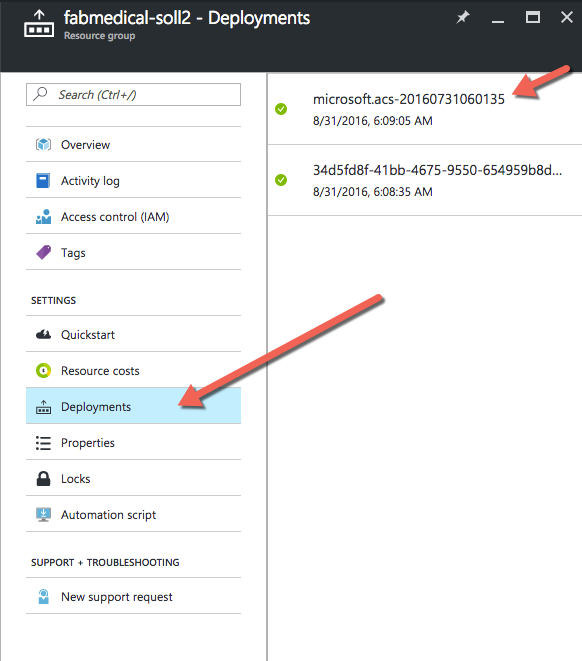 fabmedical-soll2 - Deployments
Resource group
Search (Ctrl+/)
Overview
Activity log
Access control (IAM)
Tags
SETTINGS
Quickstart
Resource costs
Deployments
Properties
Locks
Automation script
SUPPORT + TROUBLESHOOTING
New support request
microsoft.acs-20160731060135
8/31/2016, 6:09:05 AM
34d5fd8f-41bb-4675-9550-654959b8d...
8/31/2016, 6:08:35 AM